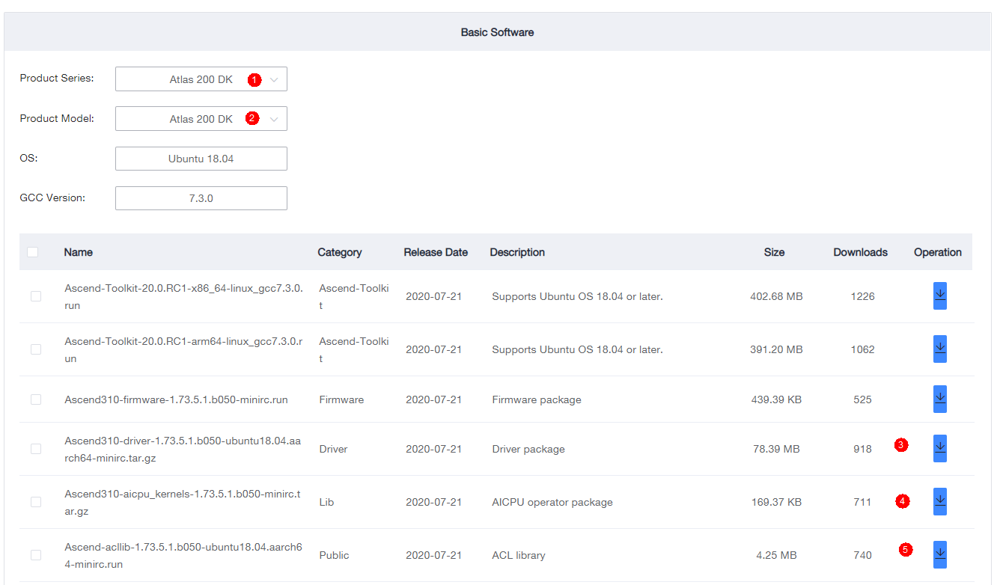 Basic Software
Product Series: Atlas 200 DK 1
Product Model: Atlas 200 DK 2
OS: Ubuntu 18.04
GCC Version: 7.3.0
Name Category Release Date Description Size Downloads Operation
Ascend-Toolkit-20.0.RC1-x86_64-linux_gcc7.3.0. Ascend-Toolki
run t 2020-07-21 Supports Ubuntu OS 18.04 or later. 402.68 MB 1226
Ascend-Toolkit-20.0.RC1-arm64-linux_gcc7.3.0.r Ascend-Toolki
un t 2020-07-21 Supports Ubuntu OS 18.04 or later. 391.20 MB 1062
Ascend310-firmware-1.73.5.1.b050-minirc.run Firmware 2020-07-21 Firmware package 439.39 KB 525
Ascend310-driver-1.73.5.1.b050-ubuntu18.04.aa
rch64-minirc.tar.gz Driver 2020-07-21 Driver package 78.39 MB 918 3
Ascend310-aicpu_kernels-1.73.5.1.b050-minirc.t
ar.gz Lib 2020-07-21 AICPU operator package 169.37 KB 711 4
Ascend-acllib-1.73.5.1.b050-ubuntu18.04.aarch6
4-minirc.run Public 2020-07-21 ACL library 4.25 MB 740 5